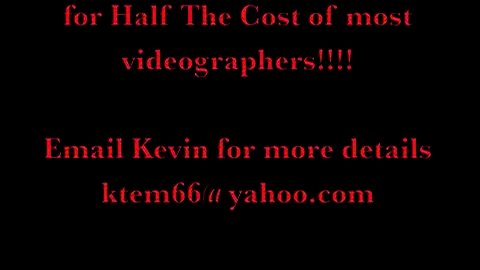 for Half The Cost of most
videographers!!!!
Email Kevin for more details
ktem66@yahoo.com